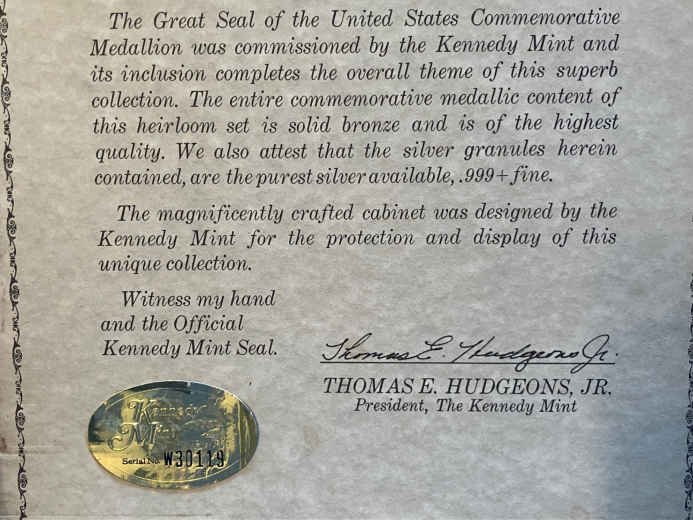 The Great Seal of the United States Commemorative
Medallion was commissioned by the Kennedy Mint and
its inclusion completes the overall theme of this superb
collection. The entire commemorative medallic content of
this heirloom set is solid bronze and is of the highest
quality. We also attest that the silver granules herein
contained, are the purest silver available, .999+ fine.
The magnificently crafted cabinet was designed by the
Kennedy Mint for the protection and display of this
unique collection.
Witness my hand
and the Official
Kennedy Mint Seal.
Thomas E. Hudgeons Jr.
THOMAS E. HUDGEONS, JR.
President, The Kennedy Mint
Kennedy
Mint
Serial No. W30119